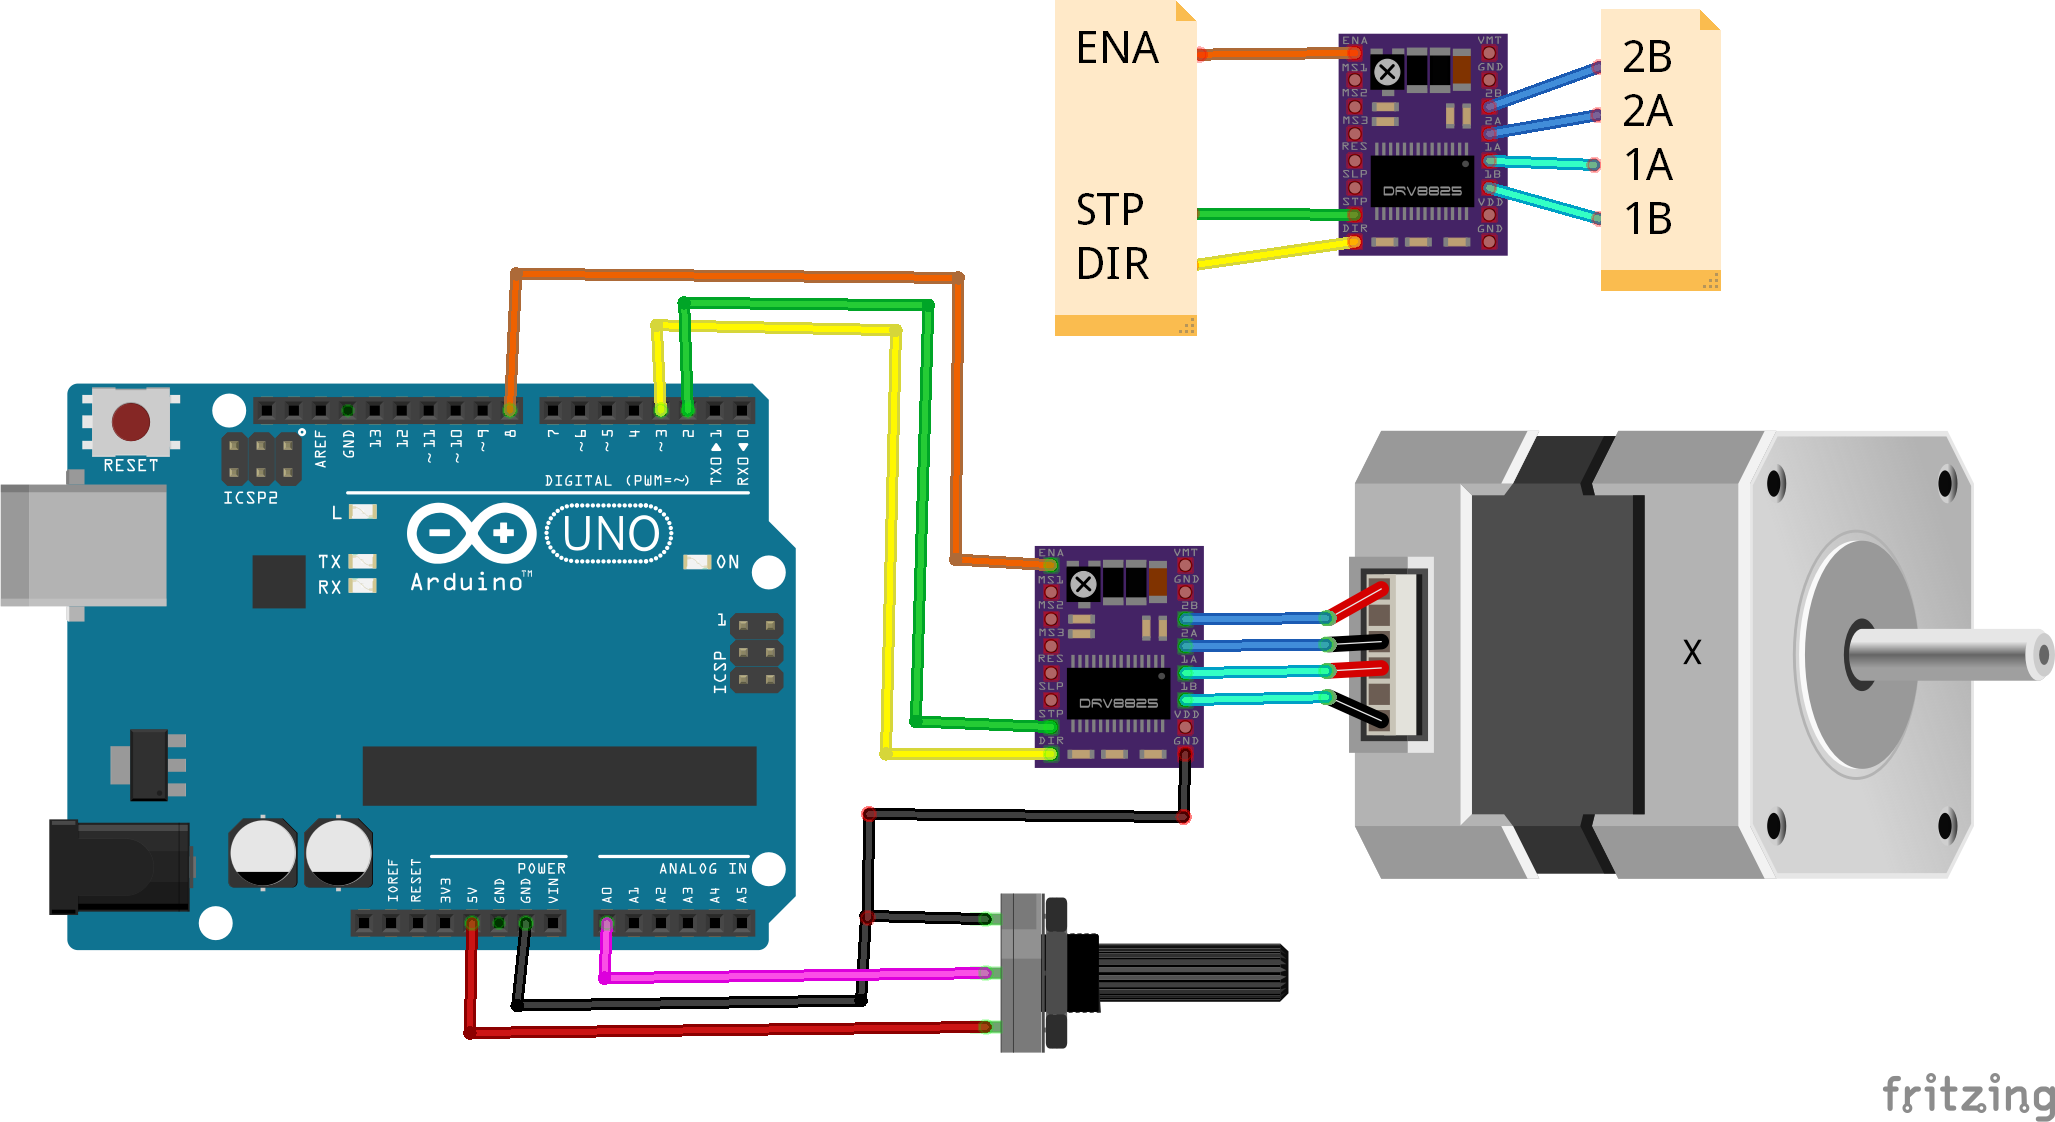 ENA
STP
DIR
ENA
MS1
MS2
MS3
RES
SLP
STP
DIR
VMT
GND
2B
2A
1A
1B
VDD
GND
DRV8825
2B
2A
1A
1B
RESET
ICSP2
AREF
GND
13
12
~11
~10
~9
8
7
~6
~5
4
~3
2
TX0▶1
RX0◀0
DIGITAL (PWM=~)
L
TX
RX
Arduino™
UNO
ON
1
ICSP
IOREF
RESET
3V3
5V
GND
GND
VIN
POWER
A0
A1
A2
A3
A4
A5
ANALOG IN
ENA
MS1
MS2
MS3
RES
SLP
STP
DIR
VMT
GND
2B
2A
1A
1B
VDD
GND
DRV8825
X
fritzing